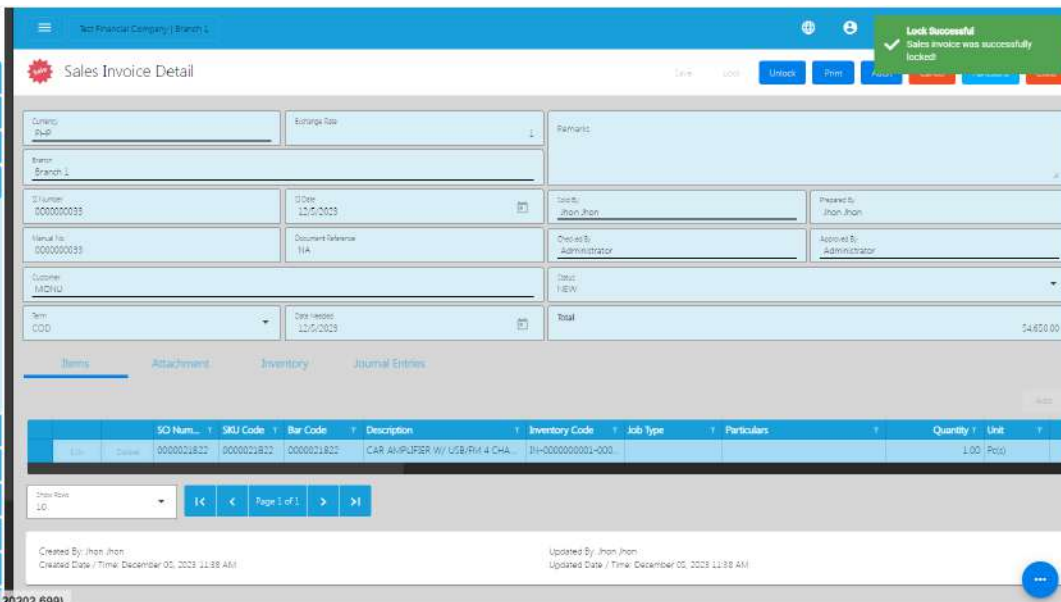 Test Financial Company | Branch 1
Lock Successful
Sales invoice was successfully
locked!
Sales Invoice Detail
Save Lock Unlock Print
Currency
PHP
Exchange Rate
1
Remarks
Branch
Branch 1
SI Number
0000000033
SI Date
12/5/2023
Sold By
Jhon Jhon
Prepared By
Jhon Jhon
Manual No.
0000000033
Document Reference
NA
Checked By
Administrator
Approved By
Administrator
Customer
Status
NEW
Term
COD
Date Needed
12/5/2023
Total
54,650.00
Items Attachment Inventory Journal Entries
Add
SO Num... SKU Code Bar Code Description Inventory Code Job Type Particulars Quantity Unit
Edit Delete 0000021822 0000021822 0000021822 CAR AMPLIFIER W/ USB/FM 4 CHA... IN-0000000001-000... 1.00 Pc(s)
Show Rows
10
Page 1 of 1
Created By: Jhon Jhon
Created Date / Time: December 05, 2023 11:38 AM
Updated By: Jhon Jhon
Updated Date / Time: December 05, 2023 11:38 AM